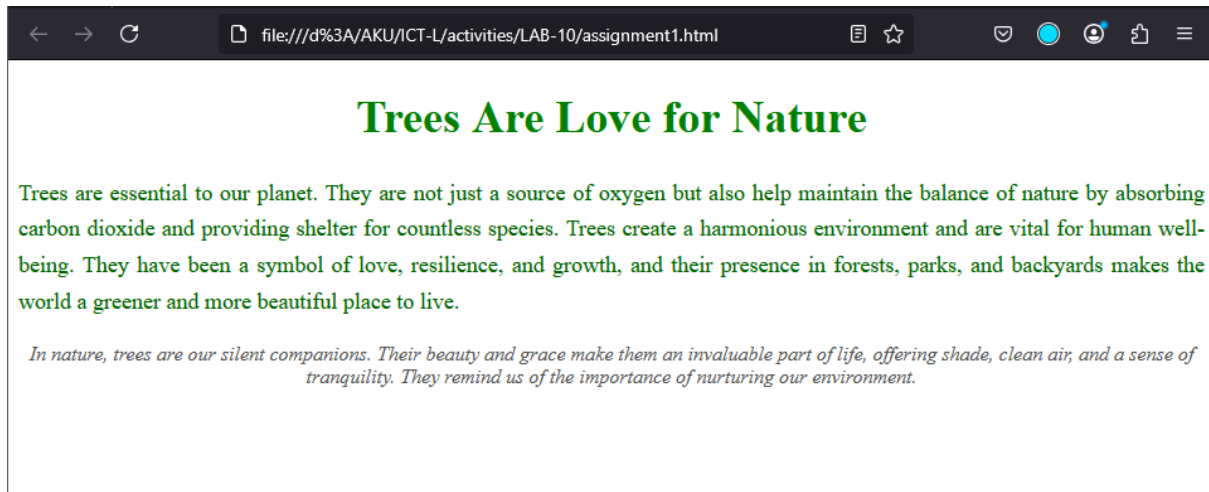 file:///d%3A/AKU/ICT-L/activities/LAB-10/assignment1.html
Trees Are Love for Nature
Trees are essential to our planet. They are not just a source of oxygen but also help maintain the balance of nature by absorbing
carbon dioxide and providing shelter for countless species. Trees create a harmonious environment and are vital for human well-
being. They have been a symbol of love, resilience, and growth, and their presence in forests, parks, and backyards makes the
world a greener and more beautiful place to live.
In nature, trees are our silent companions. Their beauty and grace make them an invaluable part of life, offering shade, clean air, and a sense of
tranquility. They remind us of the importance of nurturing our environment.